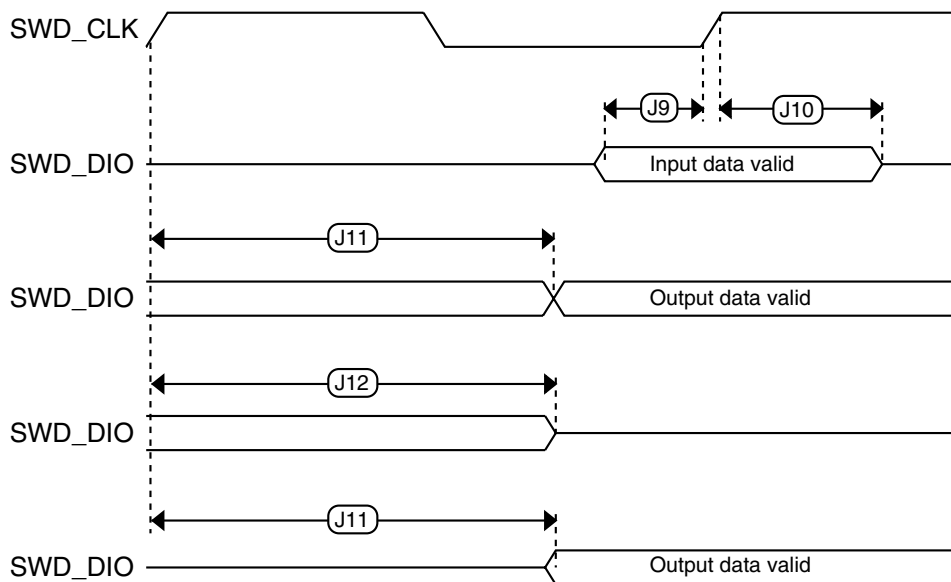 SWD_CLK
J9
J10
SWD_DIO
Input data valid
J11
SWD_DIO
Output data valid
J12
SWD_DIO
J11
SWD_DIO
Output data valid